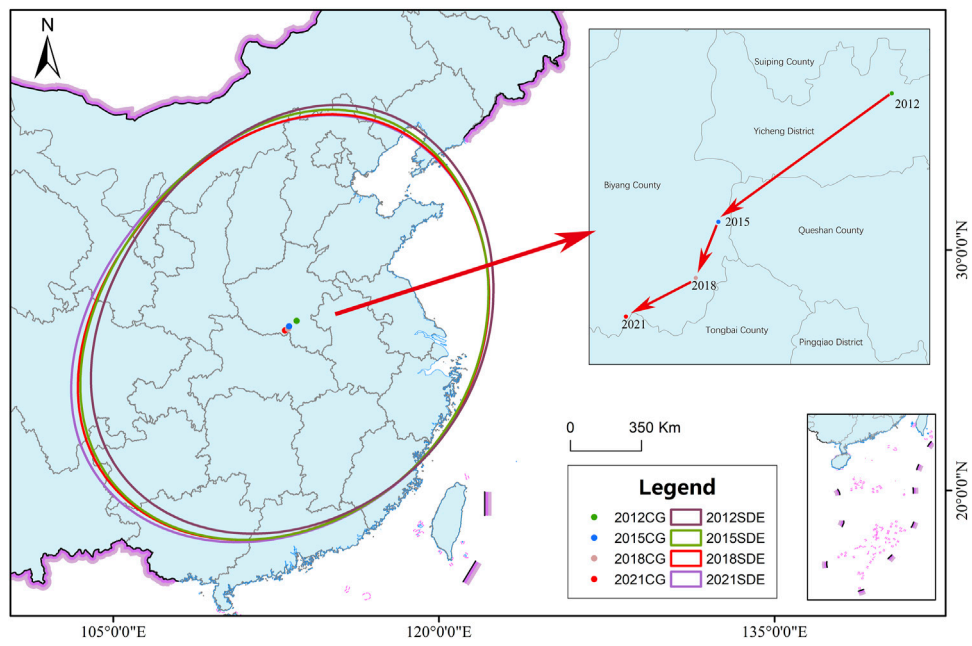 N
Suiping County
2012
Yicheng District
Biyang County
2015
Queshan County
2018
2021
Tongbai County
Pingqiao District
30°0'0"N
0 350 Km
Legend
2012CG 2012SDE
2015CG 2015SDE
2018CG 2018SDE
2021CG 2021SDE
20°0'0"N
105°0'0"E 120°0'0"E 135°0'0"E